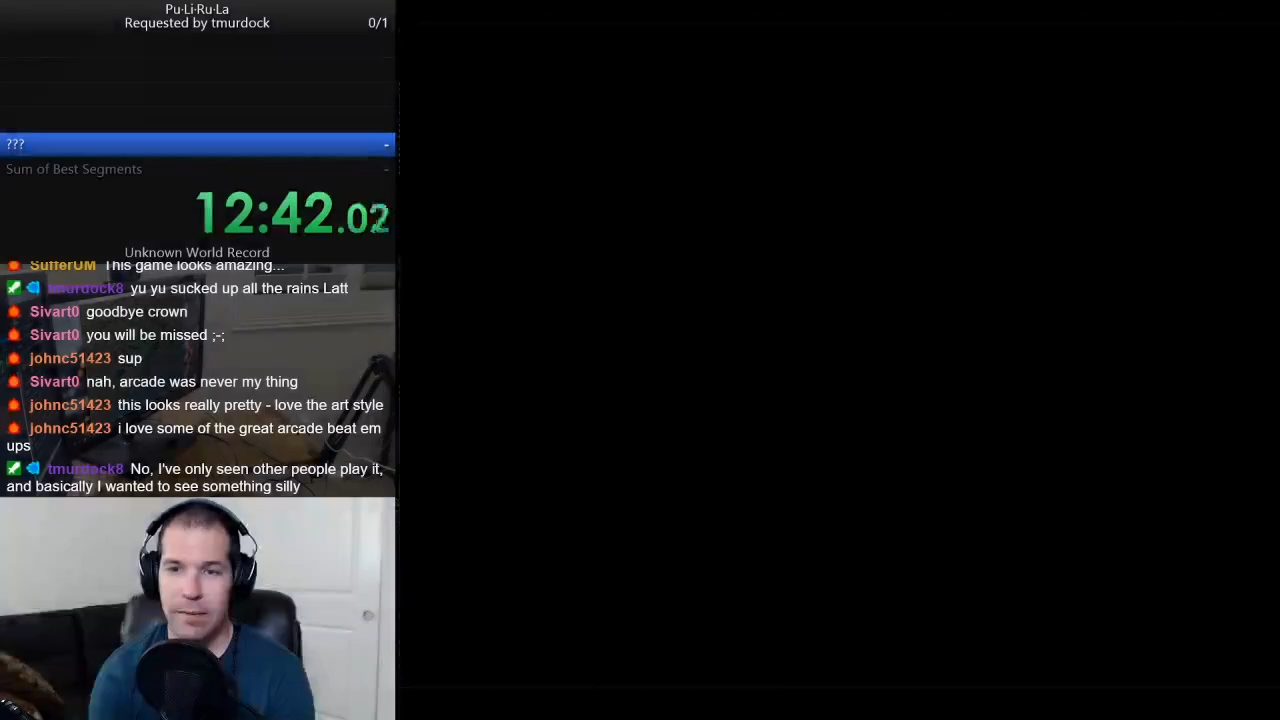 Pu·Li·Ru·La
Requested by tmurdock 0/1
??? -
Sum of Best Segments -
12:42.02
Unknown World Record
SufferUM This game looks amazing...
tmurdock8 yu yu sucked up all the rains Latt
Sivart0 goodbye crown
Sivart0 you will be missed ;-;
johnc51423 sup
Sivart0 nah, arcade was never my thing
johnc51423 this looks really pretty - love the art style
johnc51423 i love some of the great arcade beat em
ups
tmurdock8 No, I've only seen other people play it,
and basically I wanted to see something silly